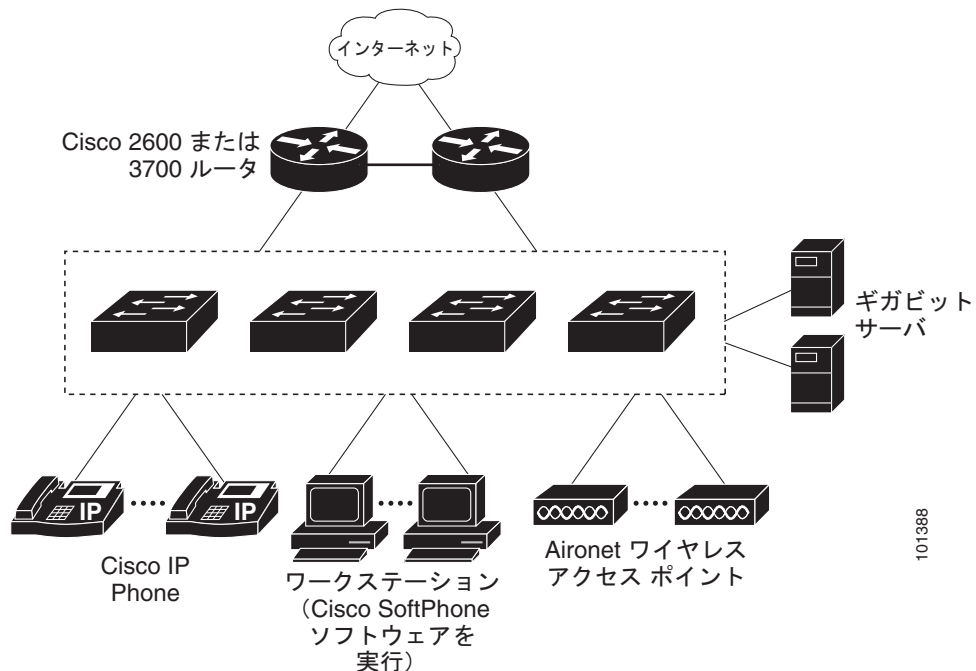 インターネット
Cisco 2600 または
3700 ルータ
ギガビット
サーバ
IP
IP
Cisco IP
Phone
ワークステーション
（Cisco SoftPhone
ソフトウェアを
実行）
Aironet ワイヤレス
アクセス ポイント
101388